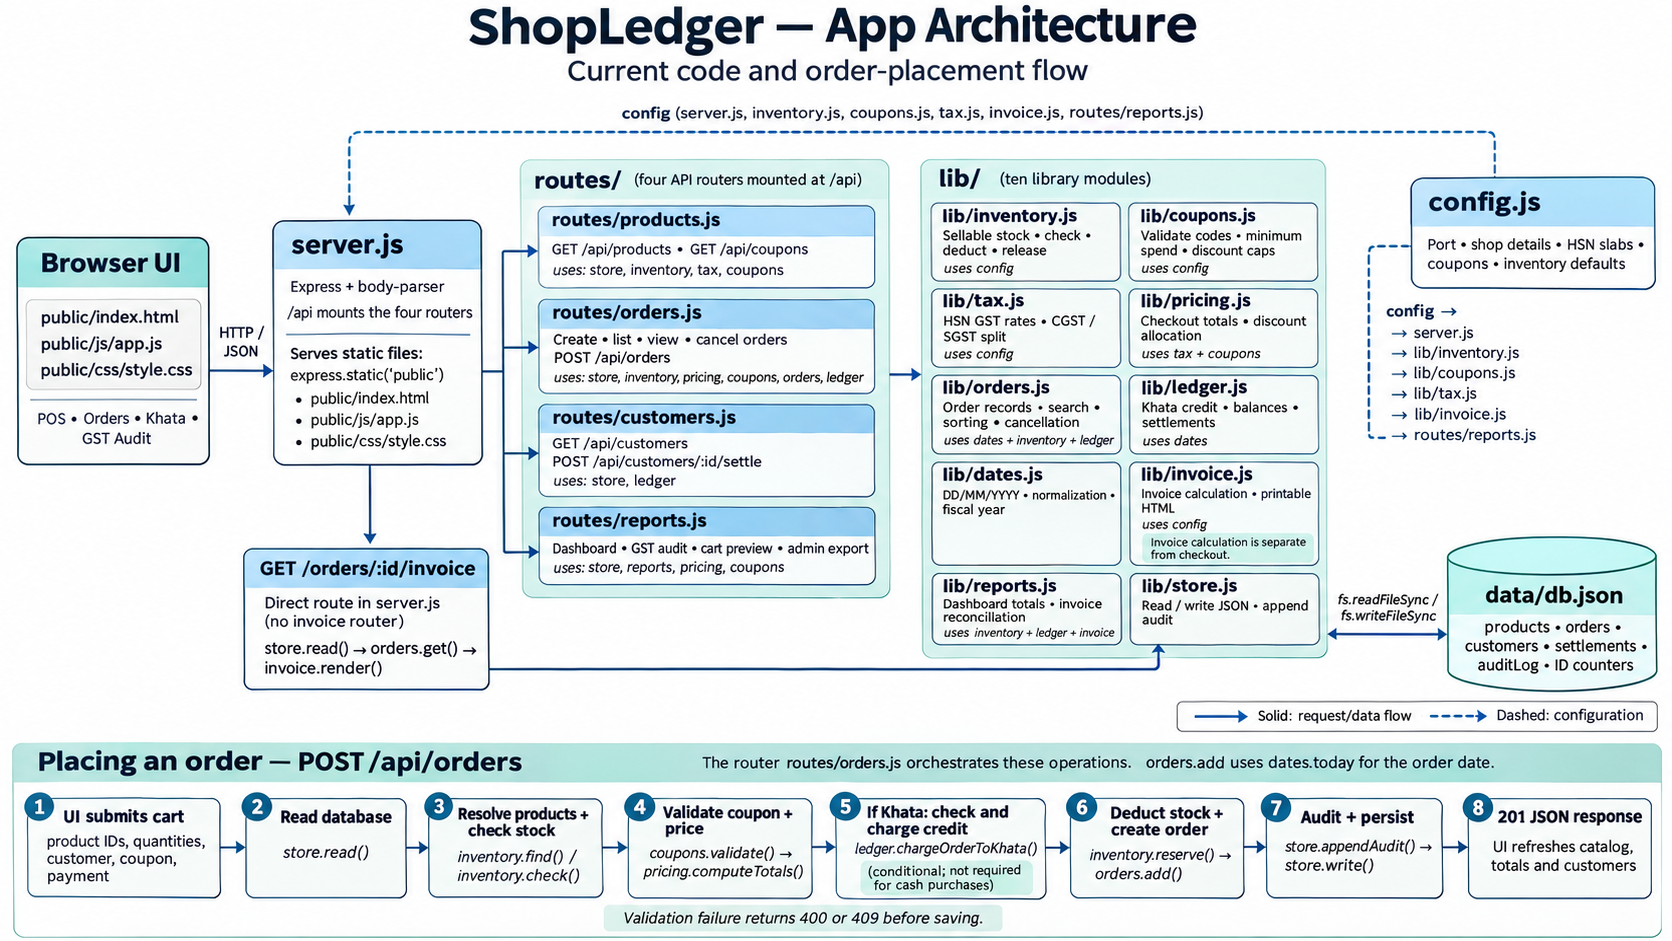 ShopLedger — App Architecture
Current code and order-placement flow
config (server.js, inventory.js, coupons.js, tax.js, invoice.js, routes/reports.js)
Browser UI
public/index.html
public/js/app.js
public/css/style.css
POS • Orders • Khata •
GST Audit
HTTP /
JSON
server.js
Express + body-parser
/api mounts the four routers
Serves static files:
express.static('public')
• public/index.html
• public/js/app.js
• public/css/style.css
GET /orders/:id/invoice
Direct route in server.js
(no invoice router)
store.read() → orders.get() →
invoice.render()
routes/ (four API routers mounted at /api)
routes/products.js
GET /api/products • GET /api/coupons
uses: store, inventory, tax, coupons
routes/orders.js
Create • list • view • cancel orders
POST /api/orders
uses: store, inventory, pricing, coupons, orders, ledger
routes/customers.js
GET /api/customers
POST /api/customers/:id/settle
uses: store, ledger
routes/reports.js
Dashboard • GST audit • cart preview • admin export
uses: store, reports, pricing, coupons
lib/ (ten library modules)
lib/inventory.js
Sellable stock • check •
deduct • release
uses config
lib/coupons.js
Validate codes • minimum
spend • discount caps
uses config
lib/tax.js
HSN GST rates • CGST /
SGST split
uses config
lib/pricing.js
Checkout totals • discount
allocation
uses tax + coupons
lib/orders.js
Order records • search •
sorting • cancellation
uses dates + inventory + ledger
lib/ledger.js
Khata credit • balances •
settlements
uses dates
lib/dates.js
DD/MM/YYYY • normalization •
fiscal year
lib/invoice.js
Invoice calculation • printable
HTML
uses config
Invoice calculation is separate
from checkout.
lib/reports.js
Dashboard totals • invoice
reconciliation
uses inventory + ledger + invoice
lib/store.js
Read / write JSON • append
audit
config.js
Port • shop details • HSN slabs •
coupons • inventory defaults
config →
→ server.js
→ lib/inventory.js
→ lib/coupons.js
→ lib/tax.js
→ lib/invoice.js
→ routes/reports.js
fs.readFileSync /
fs.writeFileSync
data/db.json
products • orders •
customers • settlements •
auditLog • ID counters
Solid: request/data flow
Dashed: configuration
Placing an order — POST /api/orders
The router routes/orders.js orchestrates these operations. orders.add uses dates.today for the order date.
1 UI submits cart
product IDs, quantities,
customer, coupon,
payment
2 Read database
store.read()
3 Resolve products +
check stock
inventory.find() /
inventory.check()
4 Validate coupon +
price
coupons.validate() →
pricing.computeTotals()
5 If Khata: check and
charge credit
ledger.chargeOrderToKhata()
(conditional; not required
for cash purchases)
6 Deduct stock +
create order
inventory.reserve() →
orders.add()
7 Audit + persist
store.appendAudit() →
store.write()
8 201 JSON response
UI refreshes catalog,
totals and customers
Validation failure returns 400 or 409 before saving.